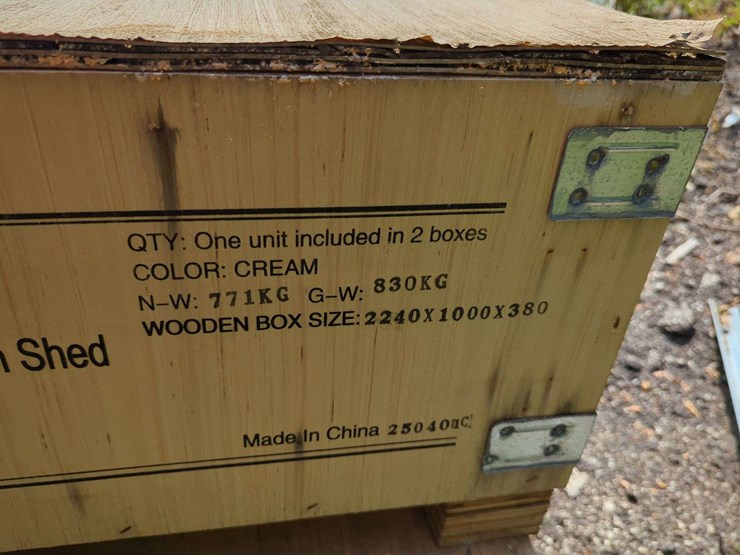 QTY: One unit included in 2 boxes
COLOR: CREAM
N-W: 771KG G-W: 830KG
WOODEN BOX SIZE: 2240X1000X380
Shed
Made In China